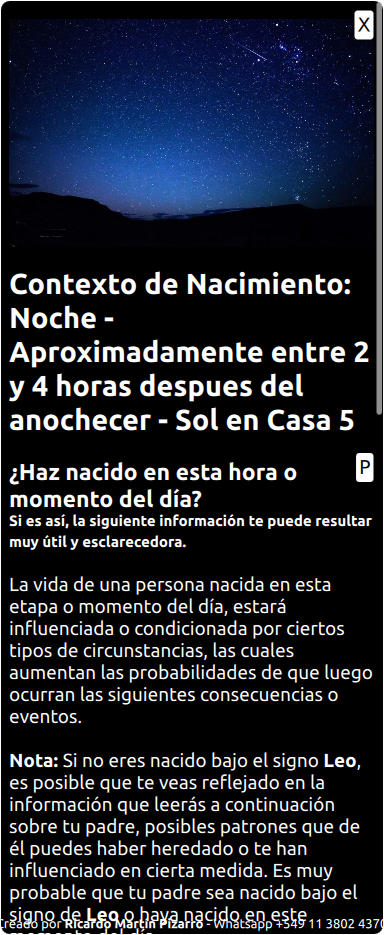 X
Contexto de Nacimiento:
Noche -
Aproximadamente entre 2
y 4 horas despues del
anochecer - Sol en Casa 5
¿Haz nacido en esta hora o
P
momento del día?
Si es así, la siguiente información te puede resultar
muy útil y esclarecedora.
La vida de una persona nacida en esta
etapa o momento del día, estará
influenciada o condicionada por ciertos
tipos de circunstancias, las cuales
aumentan las probabilidades de que luego
ocurran las siguientes consecuencias o
eventos.
Nota: Si no eres nacido bajo el signo Leo,
es posible que te veas reflejado en la
información que leerás a continuación
sobre tu padre, posibles patrones que de
él puedes haber heredado o te han
influenciado en cierta medida. Es muy
probable que tu padre sea nacido bajo el
signo de Leo o haya nacido en este
por Ricardo Martin Pizarro - Whatsapp +549 11 3802
momento del día